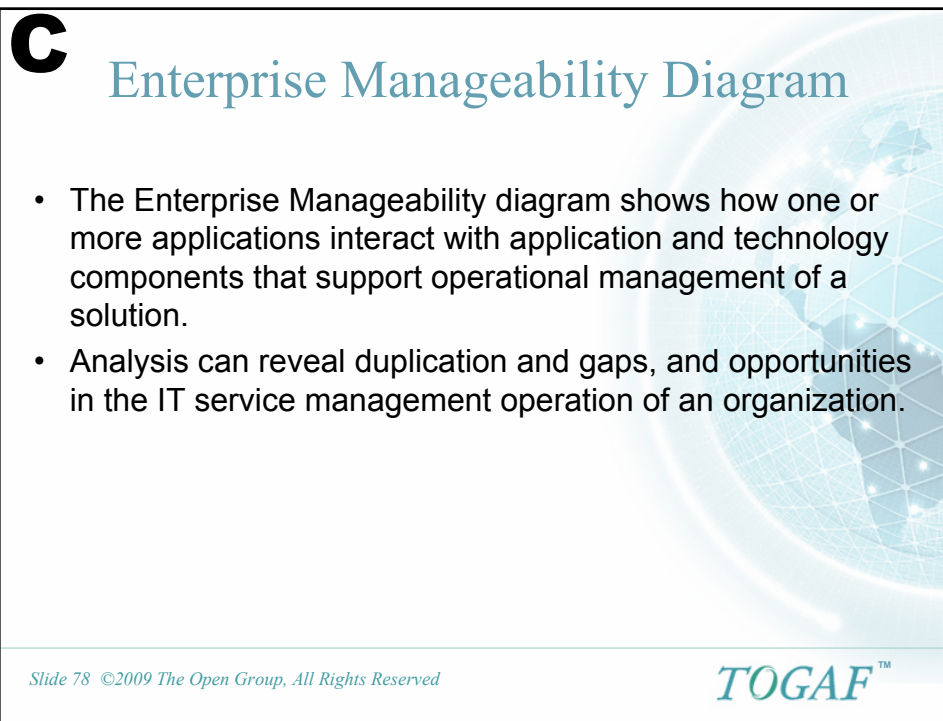 C
Enterprise Manageability Diagram
• The Enterprise Manageability diagram shows how one or
more applications interact with application and technology
components that support operational management of a
solution.
• Analysis can reveal duplication and gaps, and opportunities
in the IT service management operation of an organization.
Slide 78 ©2009 The Open Group, All Rights Reserved
TOGAF™